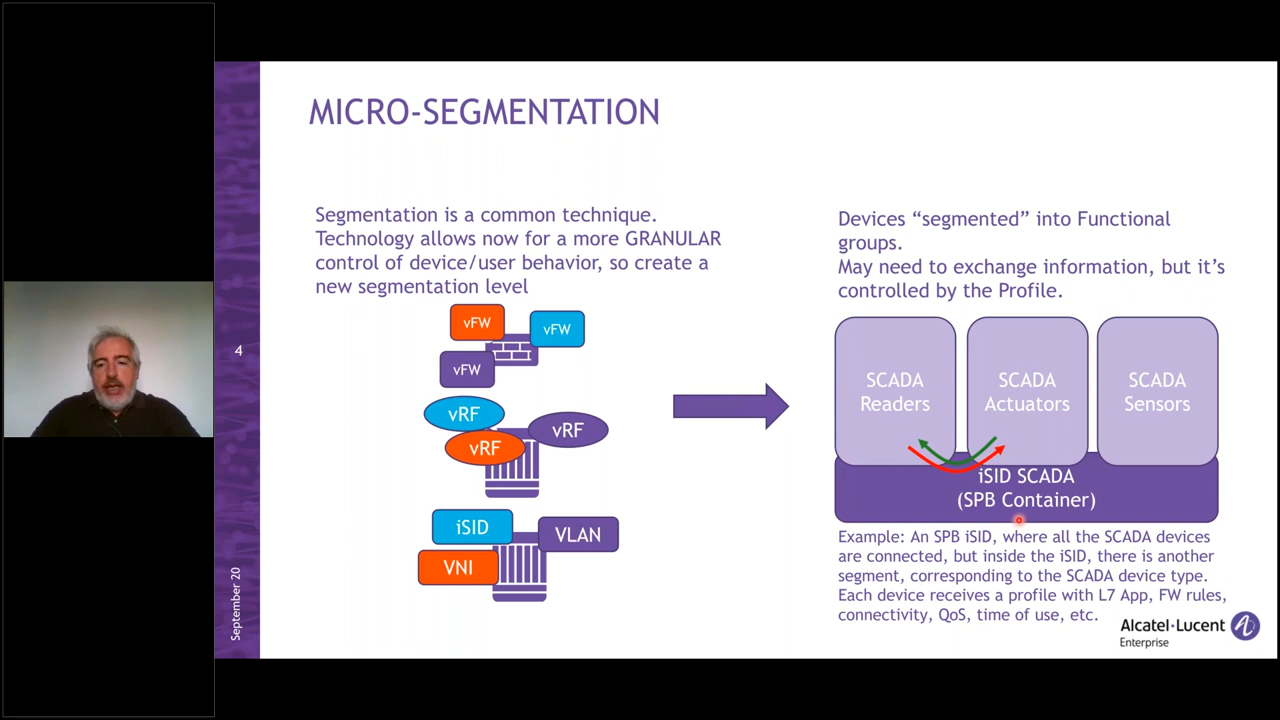 MICRO-SEGMENTATION
Segmentation is a common technique.
Technology allows now for a more GRANULAR
control of device/user behavior, so create a
new segmentation level
vFW
vFW
vFW
vRF
vRF
vRF
iSID
VLAN
VNI
Devices “segmented” into Functional
groups.
May need to exchange information, but it’s
controlled by the Profile.
SCADA
Readers
SCADA
Actuators
SCADA
Sensors
iSID SCADA
(SPB Container)
Example: An SPB iSID, where all the SCADA devices
are connected, but inside the iSID, there is another
segment, corresponding to the SCADA device type.
Each device receives a profile with L7 App, FW rules,
connectivity, QoS, time of use, etc.
4
September 20
Alcatel·Lucent
Enterprise